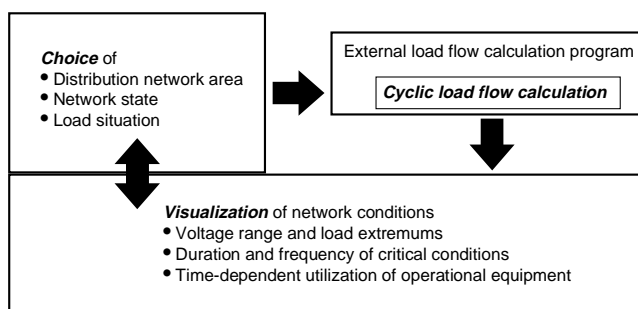 Choice of
• Distribution network area
• Network state
• Load situation
External load flow calculation program
Cyclic load flow calculation
Visualization of network conditions
• Voltage range and load extremums
• Duration and frequency of critical conditions
• Time-dependent utilization of operational equipment